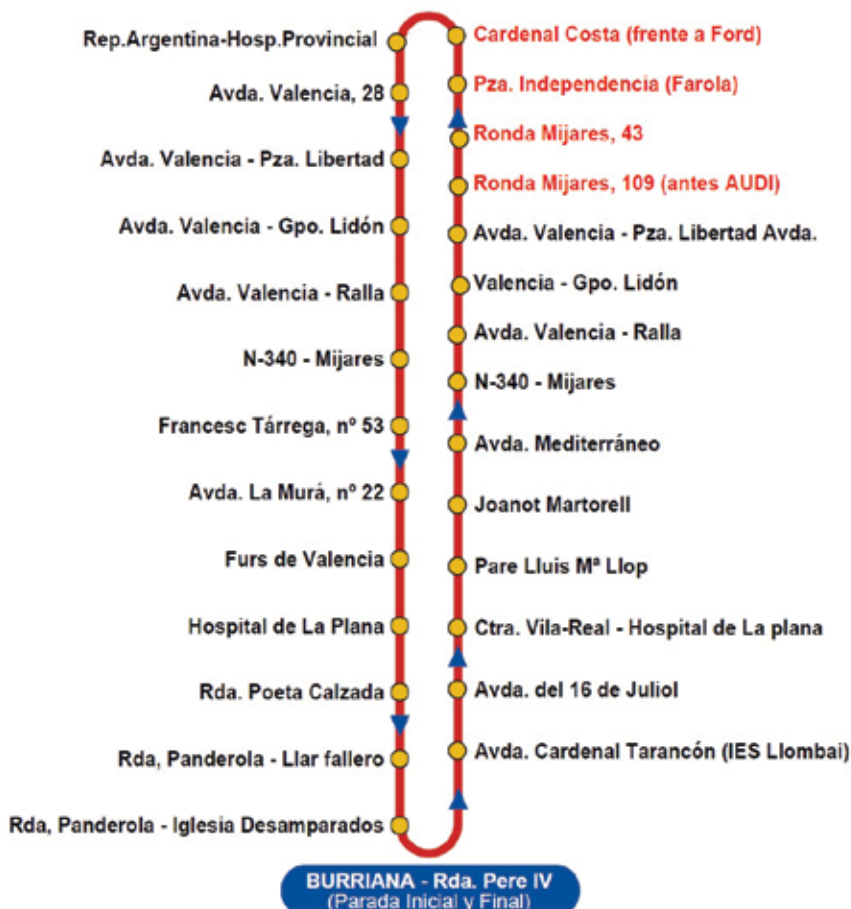 Rep.Argentina-Hosp.Provincial
Avda. Valencia, 28
Avda. Valencia - Pza. Libertad
Avda. Valencia - Gpo. Lidón
Avda. Valencia - Ralla
N-340 - Mijares
Francesc Tárrega, nº 53
Avda. La Murá, nº 22
Furs de Valencia
Hospital de La Plana
Rda. Poeta Calzada
Rda, Panderola - Llar fallero
Rda, Panderola - Iglesia Desamparados
Cardenal Costa (frente a Ford)
Pza. Independencia (Farola)
Ronda Mijares, 43
Ronda Mijares, 109 (antes AUDI)
Avda. Valencia - Pza. Libertad Avda.
Valencia - Gpo. Lidón
Avda. Valencia - Ralla
N-340 - Mijares
Avda. Mediterráneo
Joanot Martorell
Pare Lluis Mª Llop
Ctra. Vila-Real - Hospital de La plana
Avda. del 16 de Juliol
Avda. Cardenal Tarancón (IES Llombai)
BURRIANA - Rda. Pere IV
(Parada Inicial y Final)